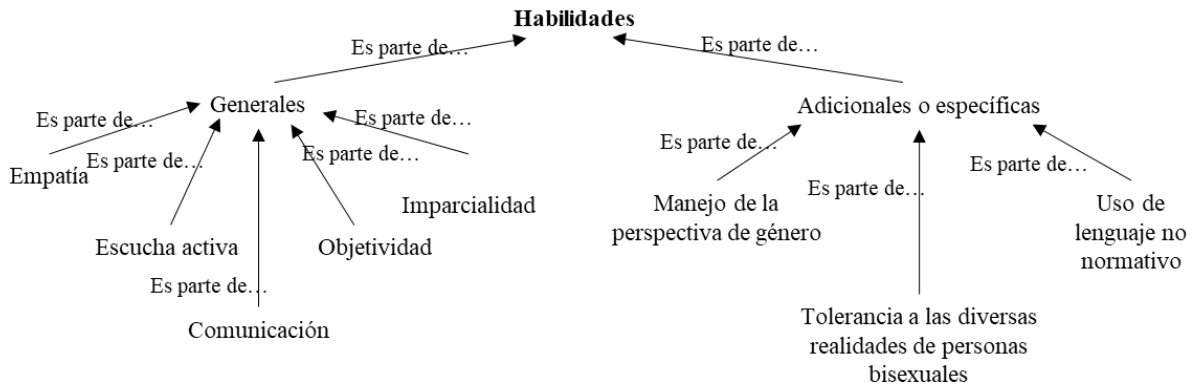 Habilidades
Es parte de…
Es parte de…
Generales
Adicionales o específicas
Es parte de…
Es parte de…
Es parte de…
Es parte de…
Es parte de…
Es parte de…
Es parte de…
Empatía
Es parte de…
Imparcialidad
Manejo de la
perspectiva de género
Uso de
lenguaje no
normativo
Escucha activa
Objetividad
Es parte de…
Comunicación
Tolerancia a las diversas
realidades de personas
bisexuales